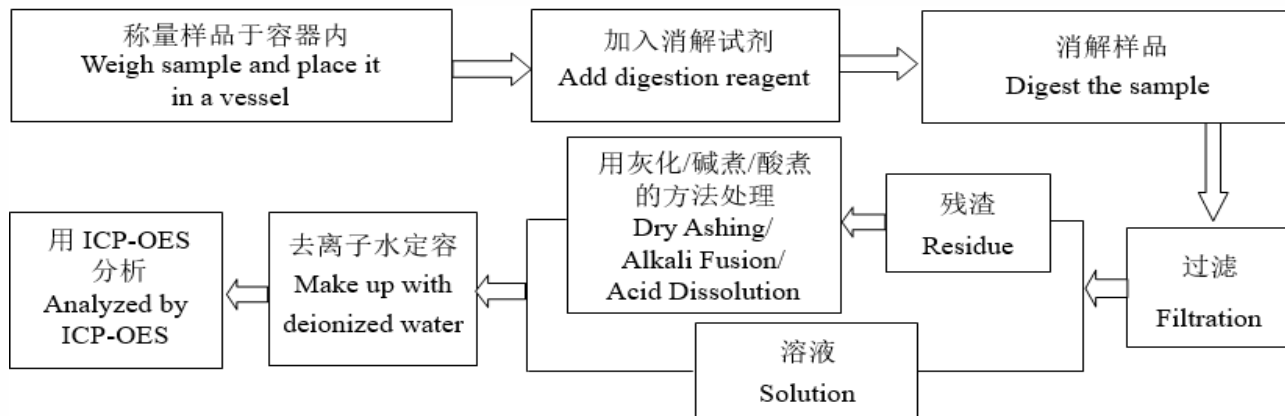 称量样品于容器内
Weigh sample and place it
in a vessel
加入消解试剂
Add digestion reagent
消解样品
Digest the sample
过滤
Filtration
残渣
Residue
用灰化/碱煮/酸煮
的方法处理
Dry Ashing/
Alkali Fusion/
Acid Dissolution
溶液
Solution
去离子水定容
Make up with
deionized water
用 ICP-OES
分析
Analyzed by
ICP-OES